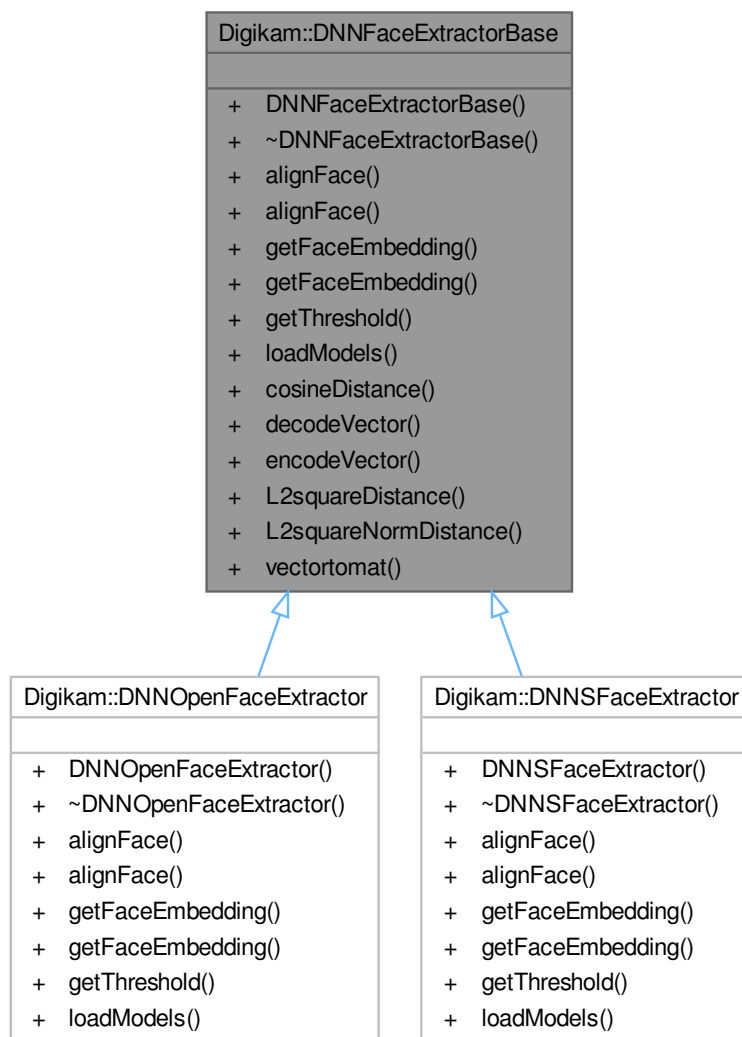 Digikam::DNNFaceExtractorBase
+ DNNFaceExtractorBase()
+ ~DNNFaceExtractorBase()
+ alignFace()
+ alignFace()
+ getFaceEmbedding()
+ getFaceEmbedding()
+ getThreshold()
+ loadModels()
+ cosineDistance()
+ decodeVector()
+ encodeVector()
+ L2squareDistance()
+ L2squareNormDistance()
+ vectortomat()
Digikam::DNNOpenFaceExtractor
+ DNNOpenFaceExtractor()
+ ~DNNOpenFaceExtractor()
+ alignFace()
+ alignFace()
+ getFaceEmbedding()
+ getFaceEmbedding()
+ getThreshold()
+ loadModels()
Digikam::DNNSFaceExtractor
+ DNNSFaceExtractor()
+ ~DNNSFaceExtractor()
+ alignFace()
+ alignFace()
+ getFaceEmbedding()
+ getFaceEmbedding()
+ getThreshold()
+ loadModels()